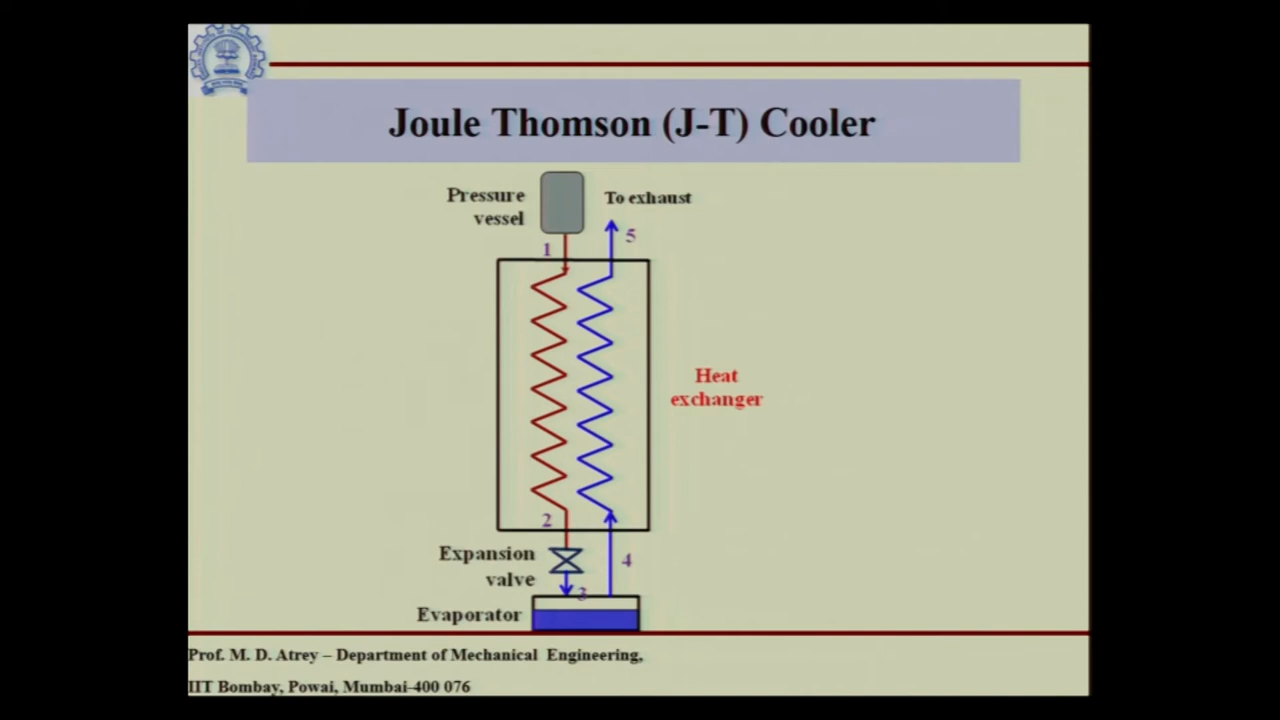 Joule Thomson (J-T) Cooler
Pressure
vessel
To exhaust
1
5
Heat
exchanger
2
Expansion
valve
4
3
Evaporator
Prof. M. D. Atrey – Department of Mechanical Engineering,
IIT Bombay, Powai, Mumbai-400 076